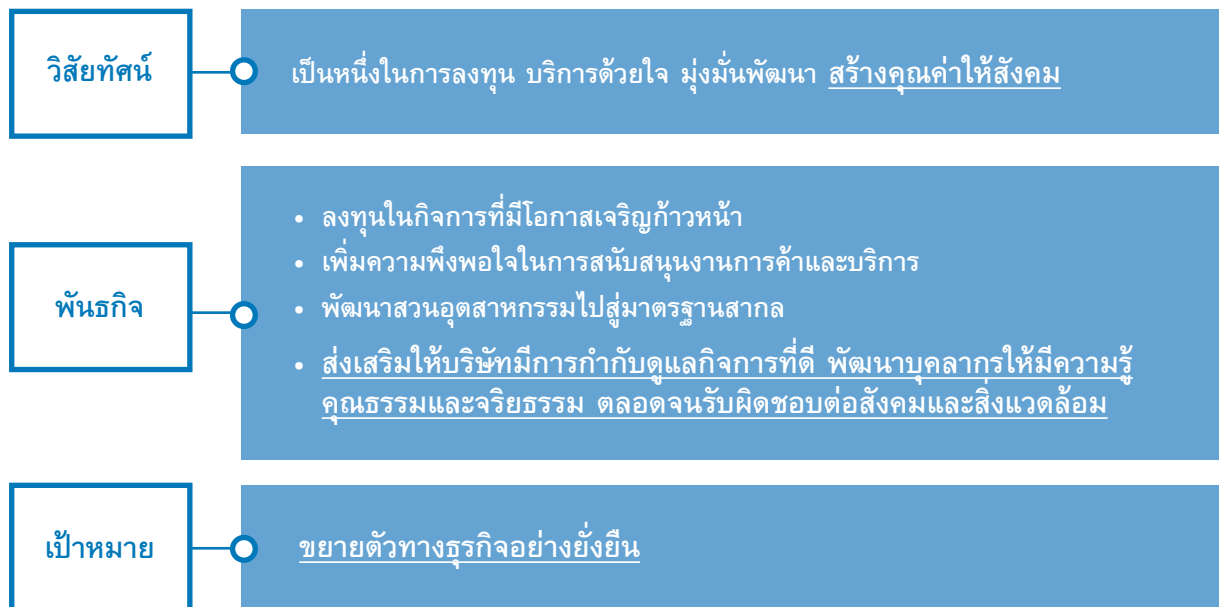 วิสัยทัศน์
เป็นหนึ่งในการลงทุน บริการด้วยใจ มุ่งมั่นพัฒนา สร้างคุณค่าให้สังคม
พันธกิจ
• ลงทุนในกิจการที่มีโอกาสเจริญก้าวหน้า
• เพิ่มความพึงพอใจในการสนับสนุนงานการค้าและบริการ
• พัฒนาสวนอุตสาหกรรมไปสู่มาตรฐานสากล
• ส่งเสริมให้บริษัทมีการกำกับดูแลกิจการที่ดี พัฒนาบุคลากรให้มีความรู้
คุณธรรมและจริยธรรม ตลอดจนรับผิดชอบต่อสังคมและสิ่งแวดล้อม
เป้าหมาย
ขยายตัวทางธุรกิจอย่างยั่งยืน